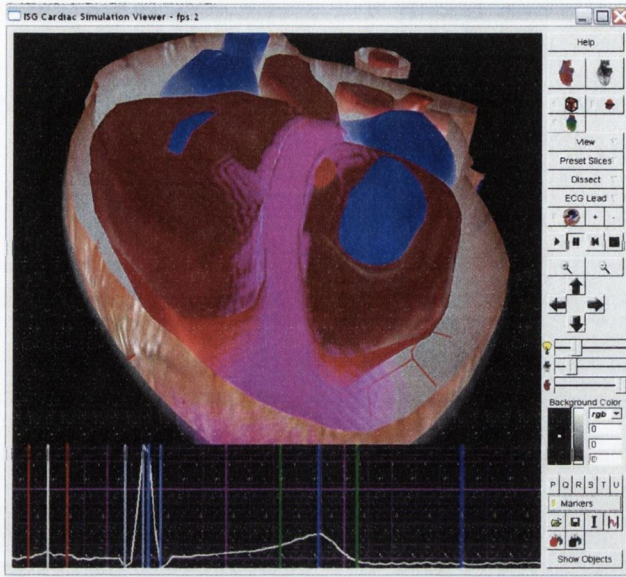 ISG Cardiac Simulation Viewer - fps:2
Help
View
Preset Slices
Dissect
ECG Lead
+ -
Background Color
rgb
0
0
0
P Q R S T U
Markers
Show Objects